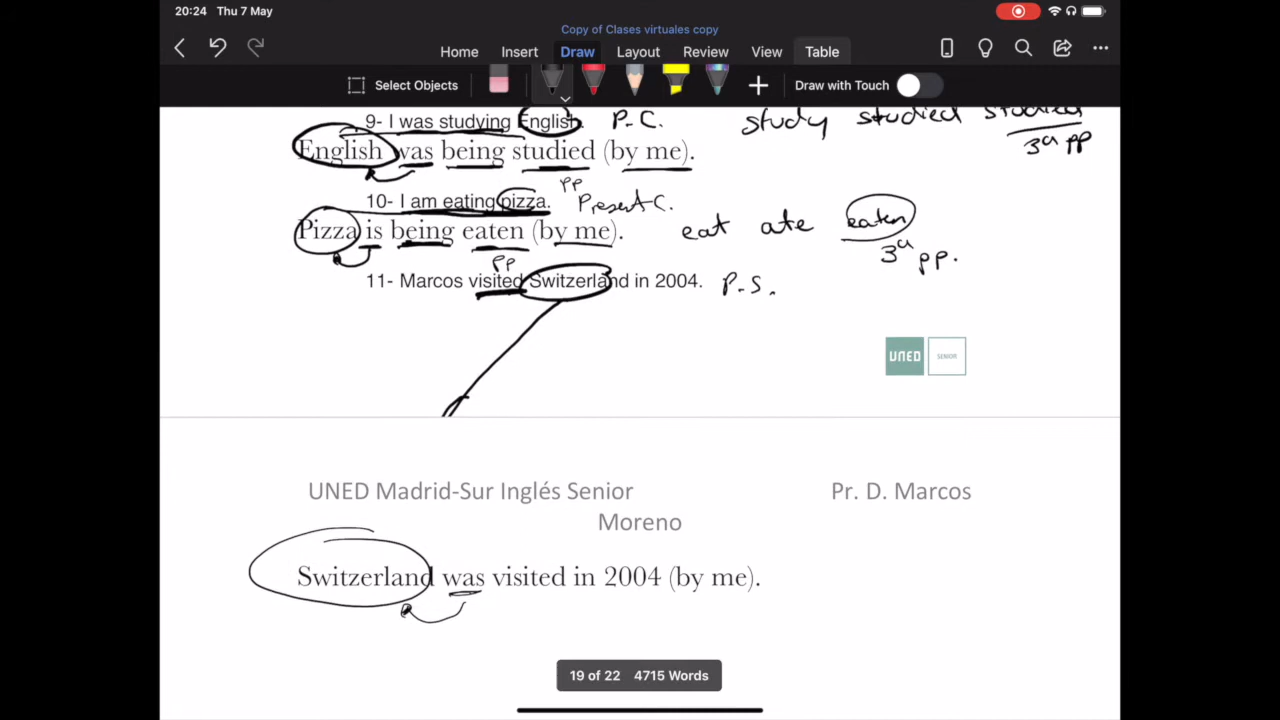 20:24 Thu 7 May
Copy of Clases virtuales copy
Home Insert Draw Layout Review View Table
Select Objects Draw with Touch
9- I was studying English. P-C. study studied studied
English was being studied (by me). 3ª pp
pp
10- I am eating pizza. Present C.
Pizza is being eaten (by me). eat ate eaten
pp 3ª pp.
11- Marcos visited Switzerland in 2004. P-S.
UNED SENIOR
UNED Madrid-Sur Inglés Senior Pr. D. Marcos
Moreno
Switzerland was visited in 2004 (by me).
19 of 22 4715 Words